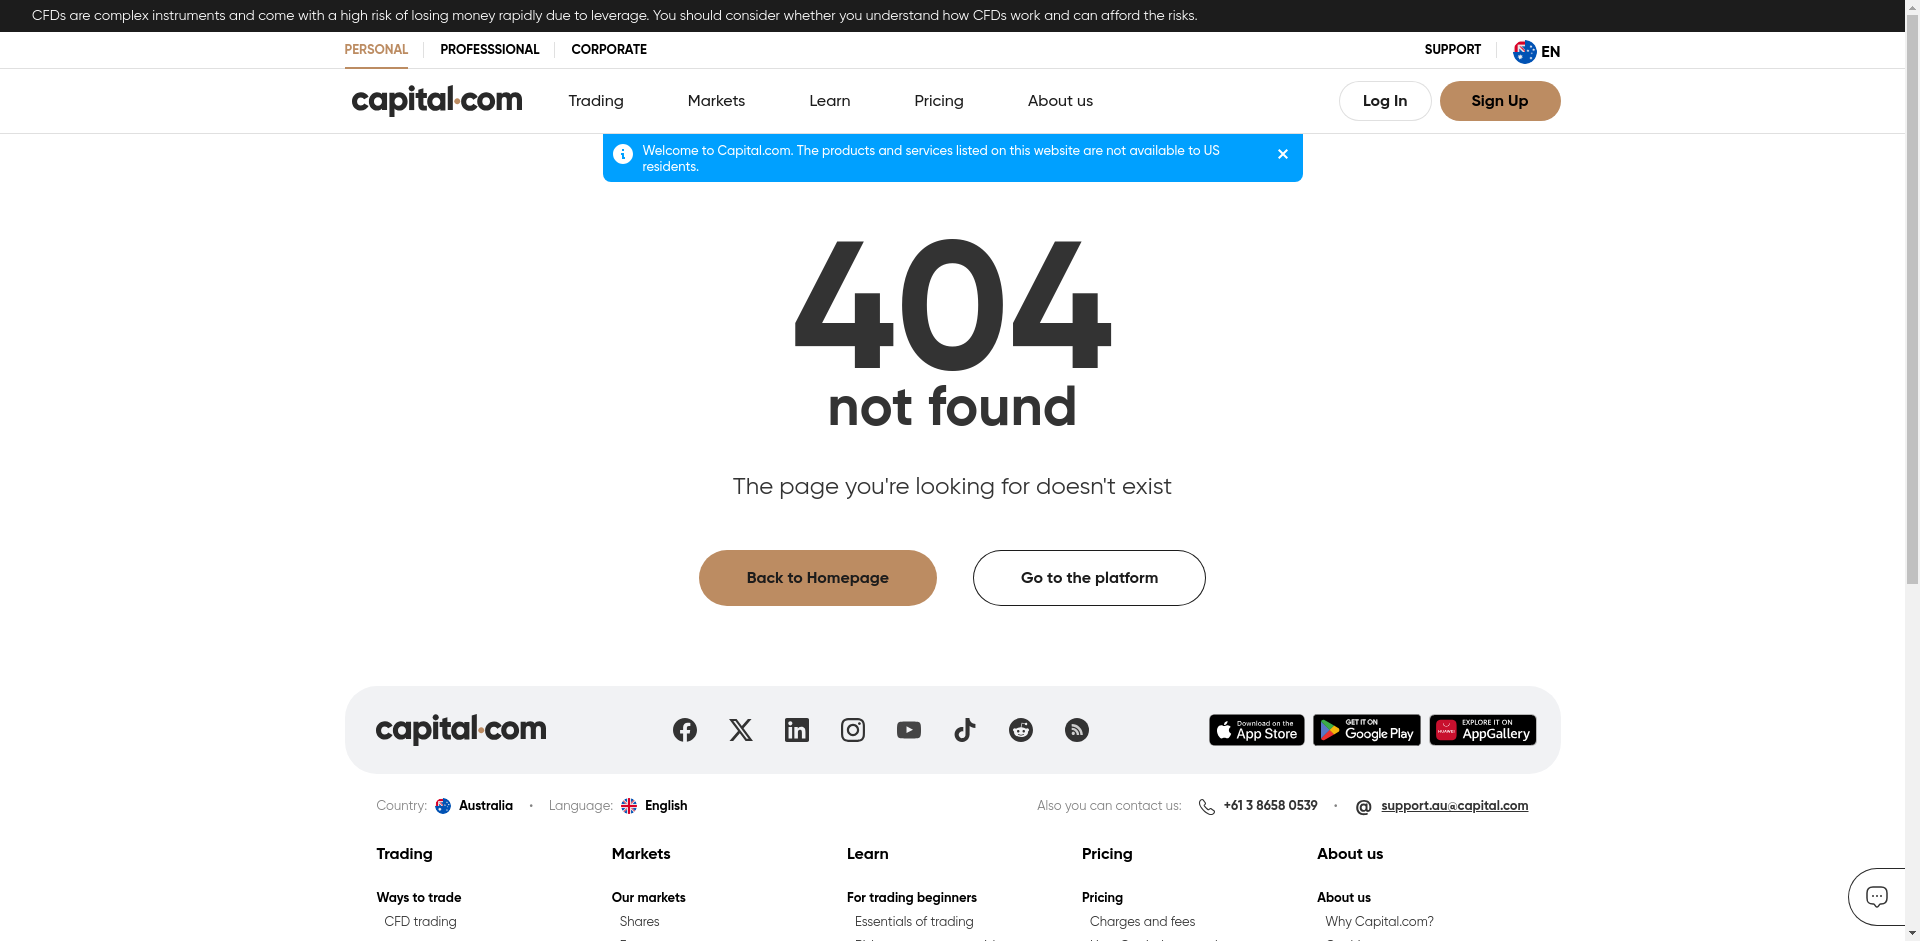 CFDs are complex instruments and come with a high risk of losing money rapidly due to leverage. You should consider whether you understand how CFDs work and can afford the risks.
PERSONAL PROFESSSIONAL CORPORATE SUPPORT EN
capital.com Trading Markets Learn Pricing About us Log In Sign Up
Welcome to Capital.com. The products and services listed on this website are not available to US
residents.
404
not found
The page you're looking for doesn't exist
Back to Homepage Go to the platform
capital.com
Download on the
App Store
GET IT ON
Google Play
HUAWEI
EXPLORE IT ON
AppGallery
Country: Australia • Language: English Also you can contact us: +61 3 8658 0539 • @ support.au@capital.com
Trading Markets Learn Pricing About us
Ways to trade Our markets For trading beginners Pricing About us
CFD trading Shares Essentials of trading Charges and fees Why Capital.com?